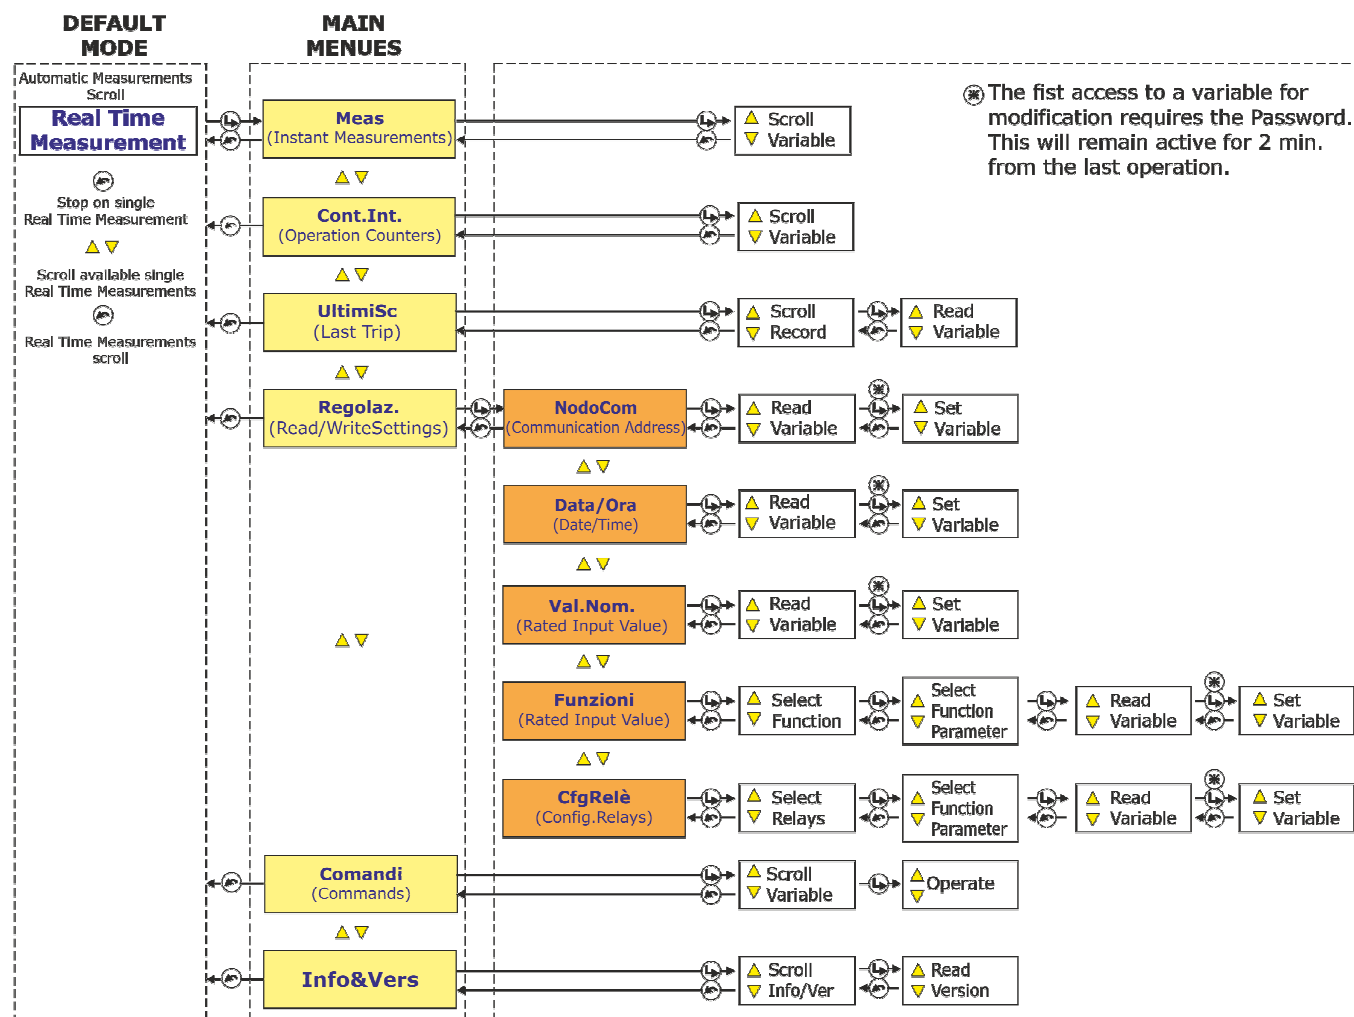 DEFAULT
MODE
MAIN
MENUES
Automatic Measurements
Scroll
Real Time
Measurement
Stop on single
Real Time Measurement
Scroll available single
Real Time Measurements
Real Time Measurements
scroll
The fist access to a variable for
modification requires the Password.
This will remain active for 2 min.
from the last operation.
Meas
(Instant Measurements)
Scroll
Variable
Cont.Int.
(Operation Counters)
Scroll
Variable
UltimiSc
(Last Trip)
Scroll
Record
Read
Variable
Regolaz.
(Read/WriteSettings)
NodoCom
(Communication Address)
Read
Variable
Set
Variable
Data/Ora
(Date/Time)
Read
Variable
Set
Variable
Val.Nom.
(Rated Input Value)
Read
Variable
Set
Variable
Funzioni
(Rated Input Value)
Select
Function
Select
Function
Parameter
Read
Variable
Set
Variable
CfgRelè
(Config.Relays)
Select
Relays
Select
Function
Parameter
Read
Variable
Set
Variable
Comandi
(Commands)
Scroll
Variable
Operate
Info&Vers
Scroll
Info/Ver
Read
Version